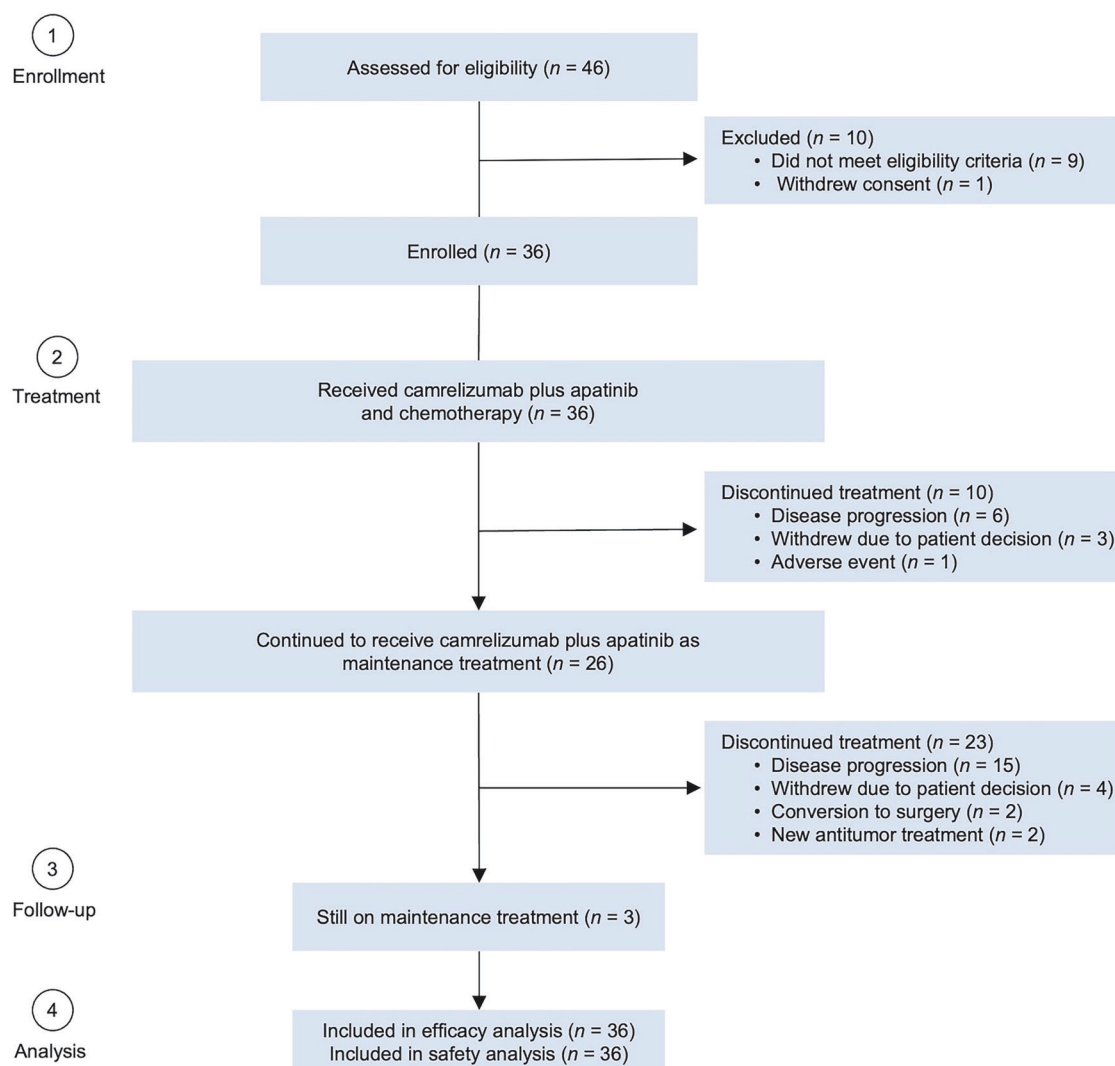 1
Enrollment
Assessed for eligibility (n = 46)
Excluded (n = 10)
• Did not meet eligibility criteria (n = 9)
• Withdrew consent (n = 1)
Enrolled (n = 36)
2
Treatment
Received camrelizumab plus apatinib
and chemotherapy (n = 36)
Discontinued treatment (n = 10)
• Disease progression (n = 6)
• Withdrew due to patient decision (n = 3)
• Adverse event (n = 1)
Continued to receive camrelizumab plus apatinib as
maintenance treatment (n = 26)
Discontinued treatment (n = 23)
• Disease progression (n = 15)
• Withdrew due to patient decision (n = 4)
• Conversion to surgery (n = 2)
• New antitumor treatment (n = 2)
3
Follow-up
Still on maintenance treatment (n = 3)
4
Analysis
Included in efficacy analysis (n = 36)
Included in safety analysis (n = 36)